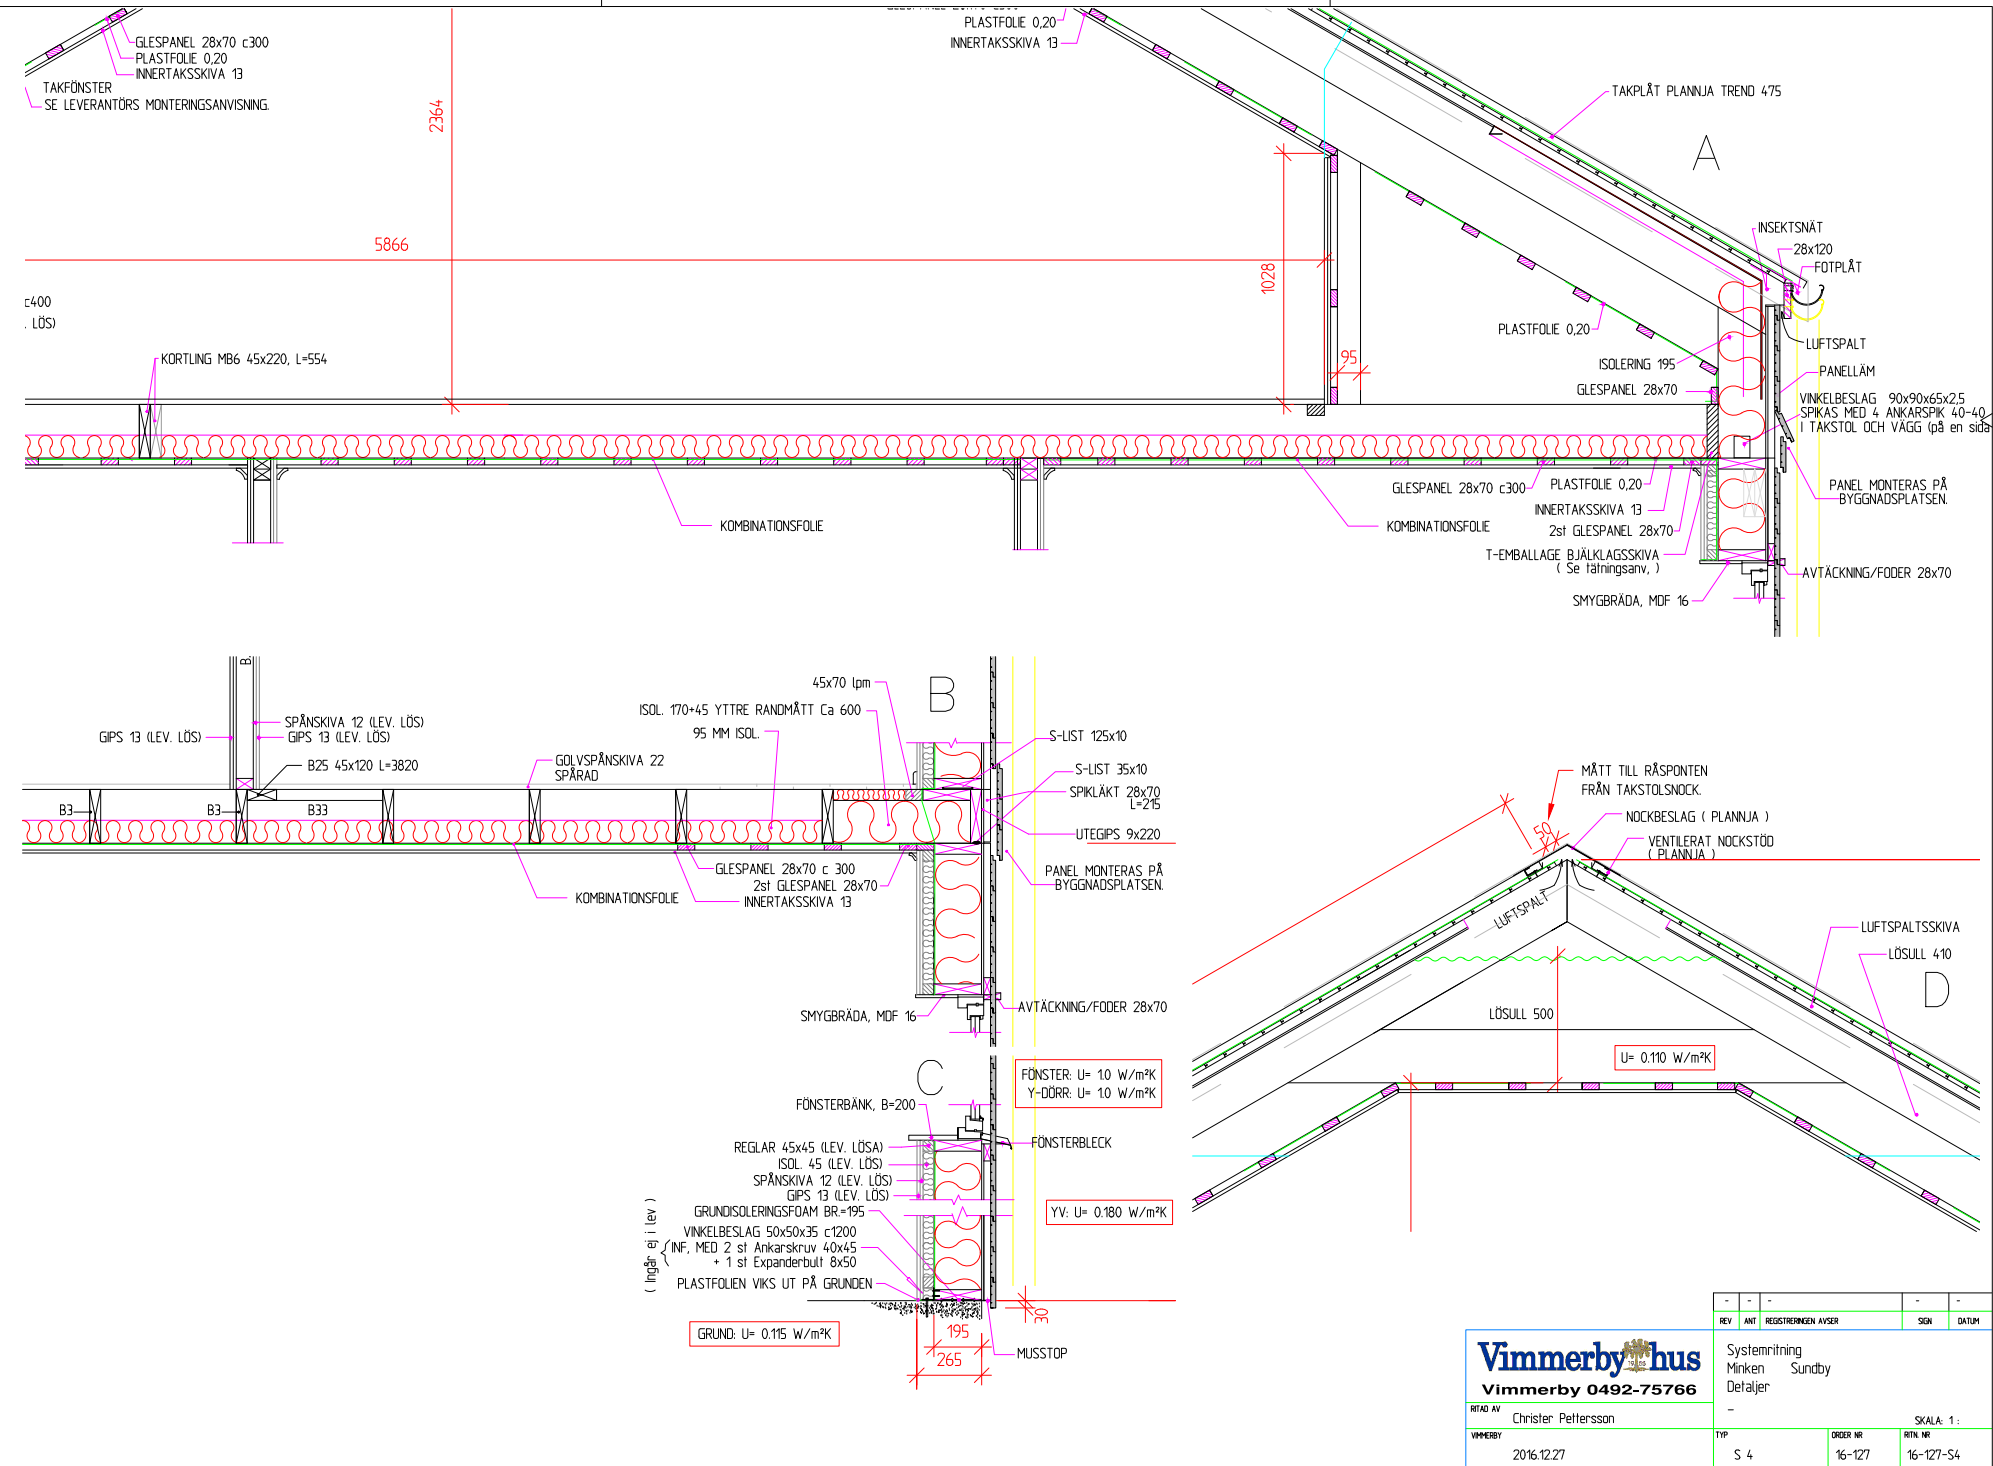 GLESPANEL 28x70 c300
PLASTFOLIE 0,20
INNERTAKSSKIVA 13
TAKFÖNSTER
SE LEVERANTÖRS MONTERINGSANVISNING.
2364
5866
c400
. LÖS)
KORTLING MB6 45x220, L=554
PLASTFOLIE 0,20
INNERTAKSSKIVA 13
1028
95
TAKPLÅT PLANNJA TREND 475
A
INSEKTSNÄT
28x120
FOTPLÅT
PLASTFOLIE 0,20
LUFTSPALT
ISOLERING 195
PANELLÄM
GLESPANEL 28x70
VINKELBESLAG 90x90x65x2,5
SPIKAS MED 4 ANKARSPIK 40-40
I TAKSTOL OCH VÄGG (på en sida
GLESPANEL 28x70 c300
PLASTFOLIE 0,20
PANEL MONTERAS PÅ
BYGGNADSPLATSEN.
INNERTAKSSKIVA 13
KOMBINATIONSFOLIE
KOMBINATIONSFOLIE
2st GLESPANEL 28x70
T-EMBALLAGE BJÄLKLAGSSKIVA
( Se tätningsanv, )
AVTÄCKNING/FODER 28x70
SMYGBRÄDA, MDF 16
B.
45x70 lpm
B
ISOL. 170+45 YTTRE RANDMÅTT Ca 600
SPÅNSKIVA 12 (LEV. LÖS)
GIPS 13 (LEV. LÖS)
GIPS 13 (LEV. LÖS)
95 MM ISOL.
S-LIST 125x10
GOLVSPÅNSKIVA 22
SPÅRAD
B25 45x120 L=3820
S-LIST 35x10
SPIKLÄKT 28x70
L=215
B3
B3
B33
UTEGIPS 9x220
GLESPANEL 28x70 c 300
2st GLESPANEL 28x70
INNERTAKSSKIVA 13
KOMBINATIONSFOLIE
PANEL MONTERAS PÅ
BYGGNADSPLATSEN.
SMYGBRÄDA, MDF 16
AVTÄCKNING/FODER 28x70
C
FÖNSTER: U= 1.0 W/m²K
Y-DÖRR: U= 1.0 W/m²K
FÖNSTERBÄNK, B=200
FÖNSTERBLECK
REGLAR 45x45 (LEV. LÖSA)
ISOL. 45 (LEV. LÖS)
SPÅNSKIVA 12 (LEV. LÖS)
GIPS 13 (LEV. LÖS)
GRUNDISOLERINGSFOAM BR.=195
YV: U= 0.180 W/m²K
( Ingår ej i lev )
VINKELBESLAG 50x50x35 c1200
INF, MED 2 st Ankarskruv 40x45
+ 1 st Expanderbult 8x50
PLASTFOLIEN VIKS UT PÅ GRUNDEN
30
GRUND: U= 0.115 W/m²K
195
265
MUSSTOP
MÅTT TILL RÅSPONTEN
FRÅN TAKSTOLSNOCK.
50
NOCKBESLAG ( PLANNJA )
VENTILERAT NOCKSTÖD
( PLANNJA )
LUFTSPALT
LUFTSPALTSSKIVA
LÖSULL 410
D
LÖSULL 500
U= 0.110 W/m²K
- - - - -
REV ANT REGISTRERINGEN AVSER SIGN DATUM
Vimmerby hus
Vimmerby 0492-75766
Systemritning
Minken Sundby
Detaljer
-
SKALA: 1 :
RITAD AV
Christer Pettersson
VIMMERBY
2016.12.27
TYP
S 4
ORDER NR
16-127
RITN. NR
16-127-S4